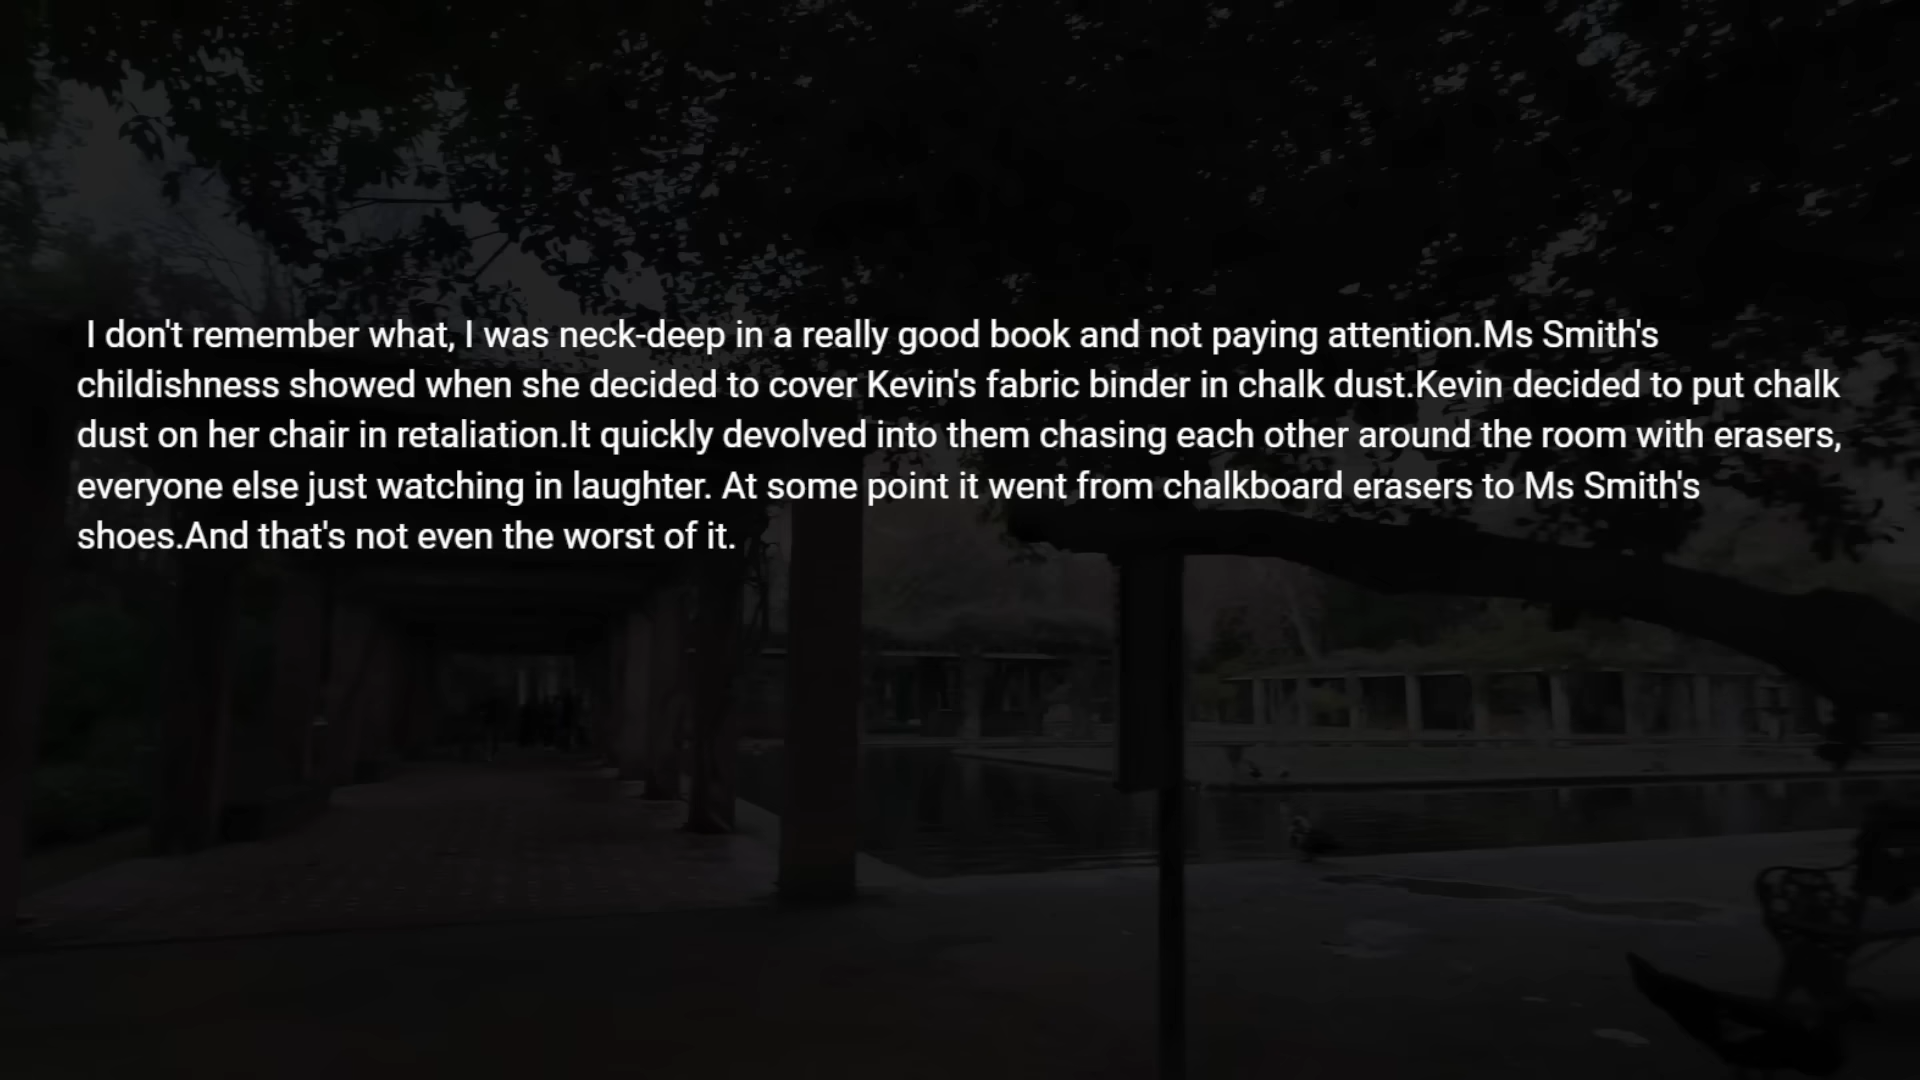 I don't remember what, I was neck-deep in a really good book and not paying attention.Ms Smith's
childishness showed when she decided to cover Kevin's fabric binder in chalk dust.Kevin decided to put chalk
dust on her chair in retaliation.It quickly devolved into them chasing each other around the room with erasers,
everyone else just watching in laughter. At some point it went from chalkboard erasers to Ms Smith's
shoes.And that's not even the worst of it.